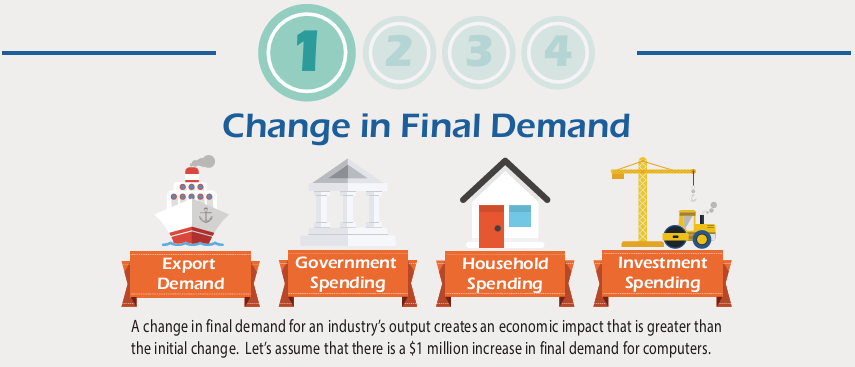 1 2 3 4
Change in Final Demand
Export
Demand
Government
Spending
Household
Spending
Investment
Spending
A change in final demand for an industry's output creates an economic impact that is greater than
the initial change. Let's assume that there is a $1 million increase in final demand for computers.